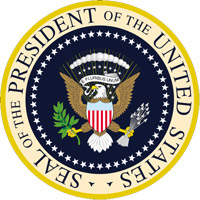 SEAL OF THE PRESIDENT OF THE UNITED STATES
E PLURIBUS UNUM